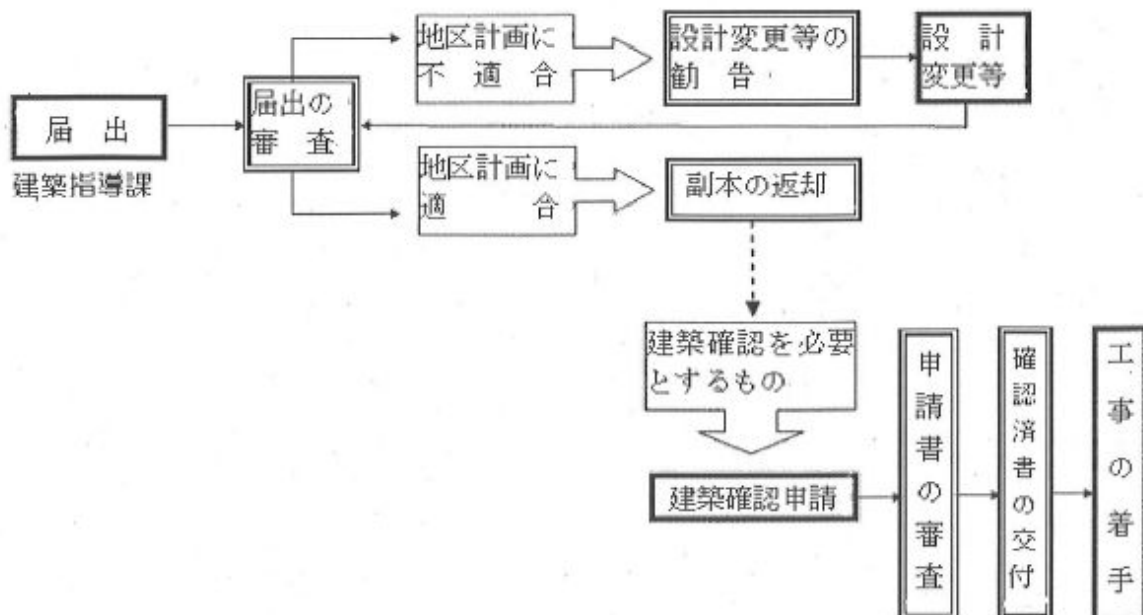 地区計画に
不適合
設計変更等の
勧告
設計
変更等
届出
建築指導課
届出の
審査
地区計画に
適合
副本の返却
建築確認を必要
とするもの
建築確認申請
申請書の審査
確認済書の交付
工事の着手